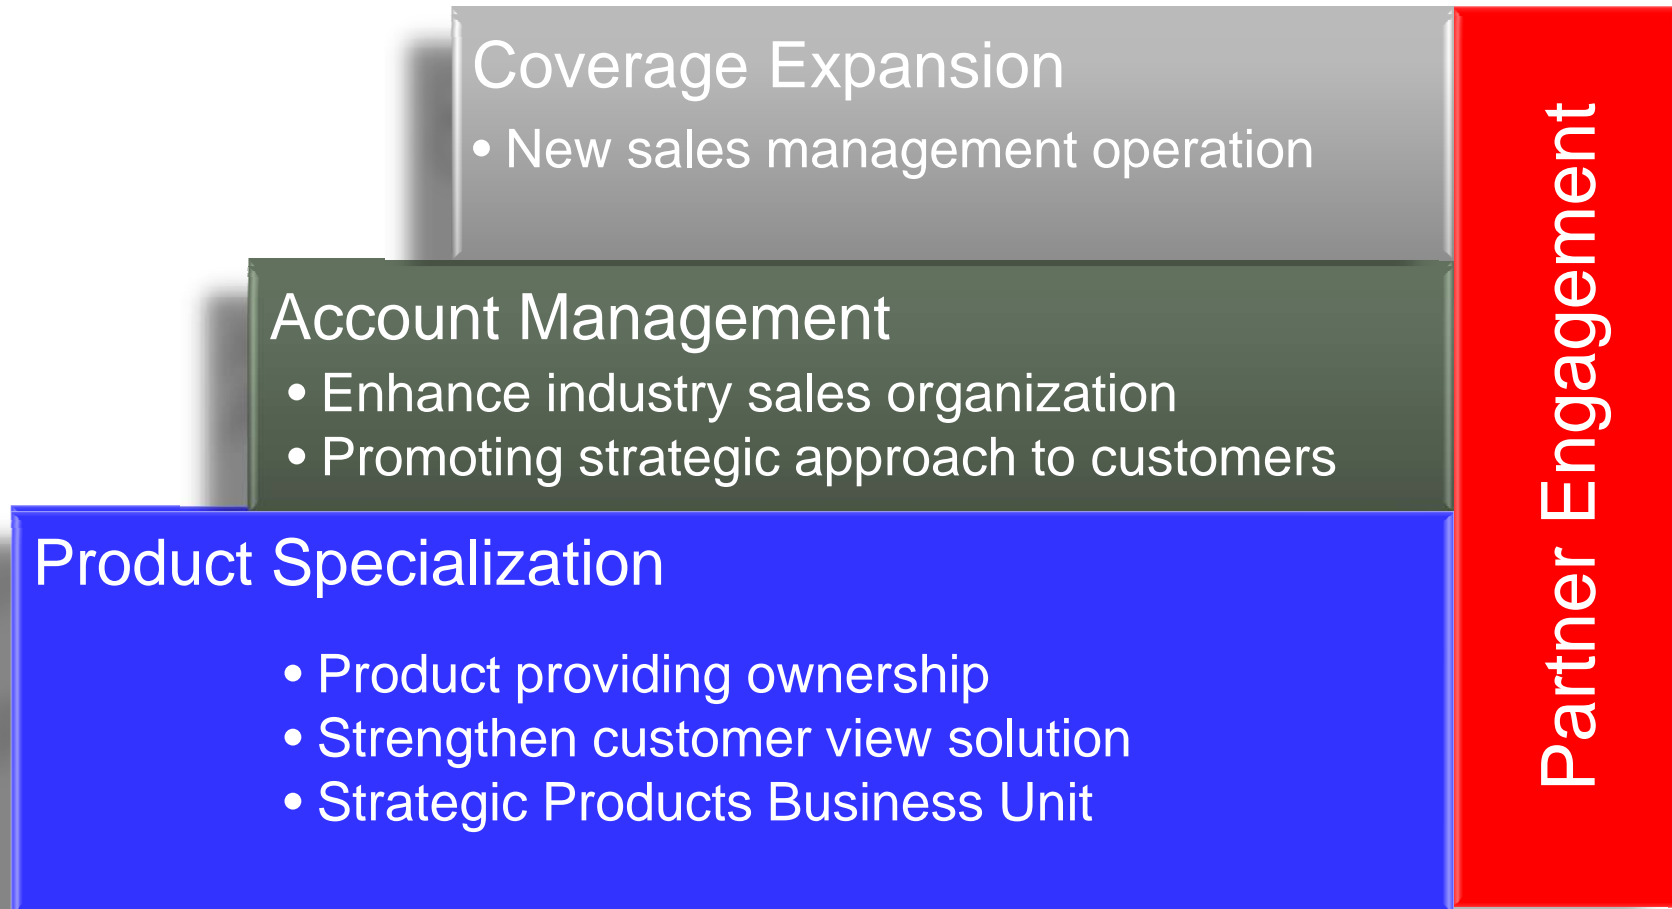 Coverage Expansion
• New sales management operation
Account Management
• Enhance industry sales organization
• Promoting strategic approach to customers
Product Specialization
• Product providing ownership
• Strengthen customer view solution
• Strategic Products Business Unit
Partner Engagement